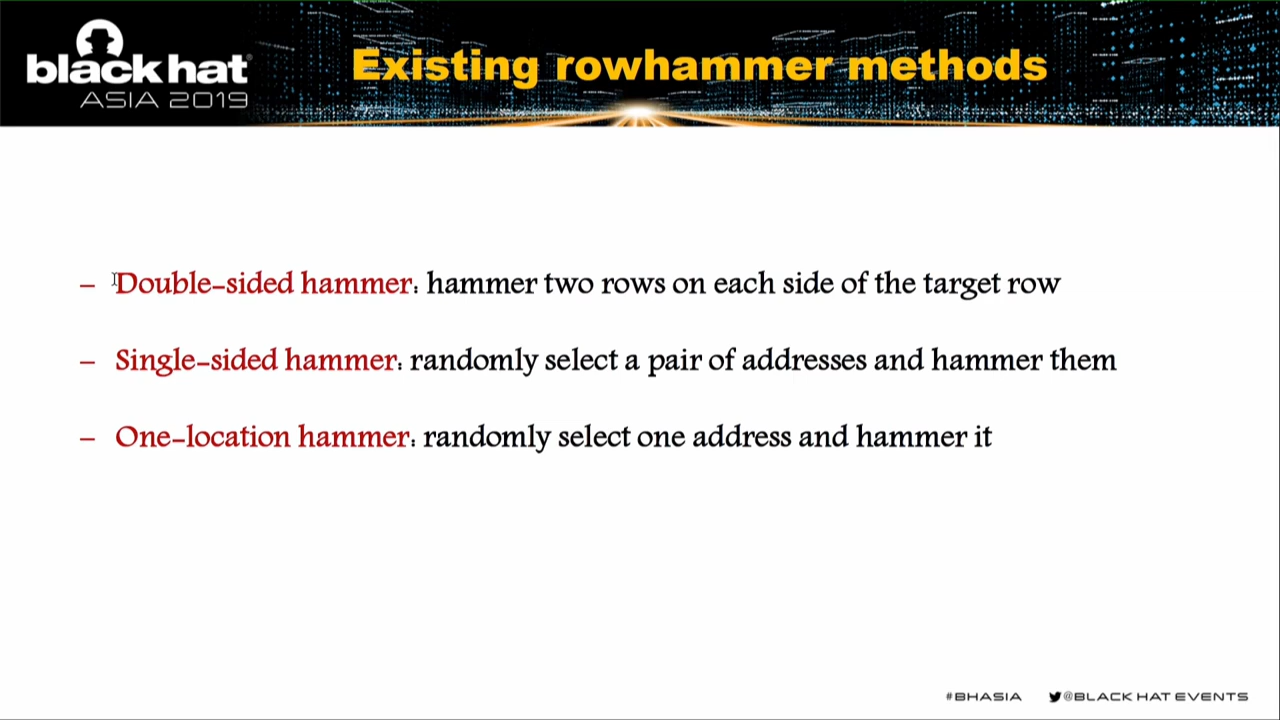 black hat
ASIA 2019
Existing rowhammer methods
– Double-sided hammer: hammer two rows on each side of the target row
– Single-sided hammer: randomly select a pair of addresses and hammer them
– One-location hammer: randomly select one address and hammer it
#BHASIA @BLACK HAT EVENTS